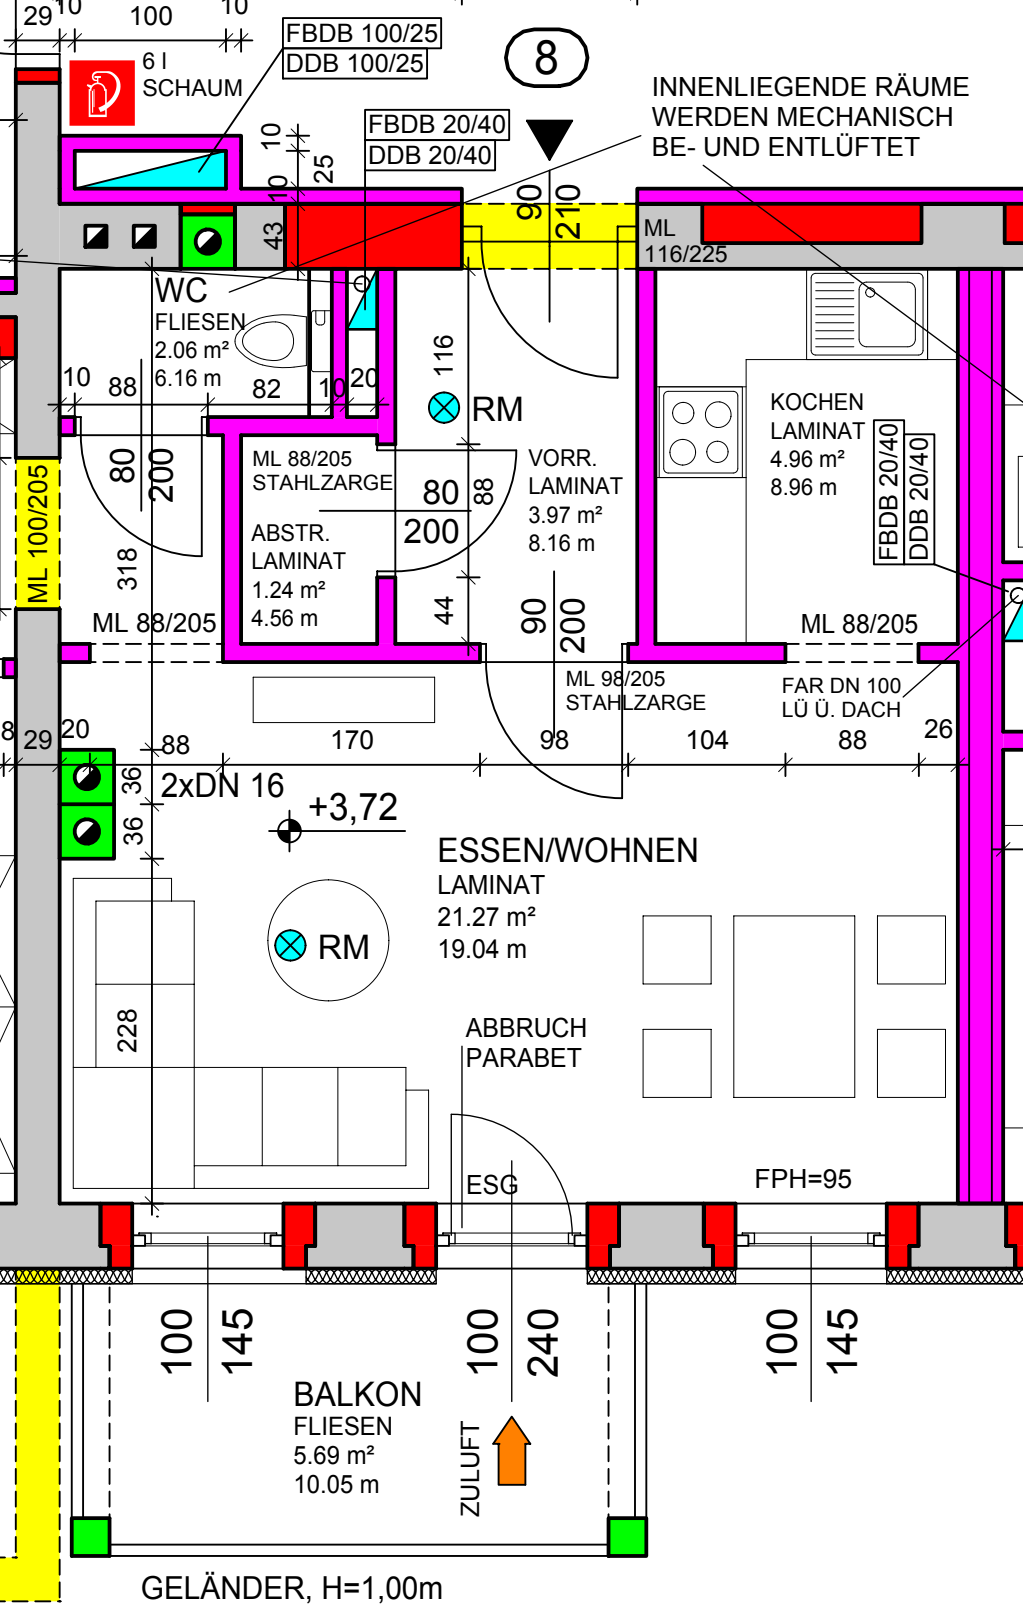 29
10
100
10
FBDB 100/25
DDB 100/25
8
6 l
SCHAUM
INNENLIEGENDE RÄUME
WERDEN MECHANISCH
BE- UND ENTLÜFTET
FBDB 20/40
DDB 20/40
10
25
10
43
90
210
ML
116/225
WC
FLIESEN
2.06 m²
6.16 m
10
88
82
10
20
116
RM
KOCHEN
LAMINAT
4.96 m²
8.96 m
FBDB 20/40
DDB 20/40
80
200
ML 88/205
STAHLZARGE
80
200
88
VORR.
LAMINAT
3.97 m²
8.16 m
ML 100/205
318
ABSTR.
LAMINAT
1.24 m²
4.56 m
44
90
200
ML 88/205
ML 88/205
ML 98/205
STAHLZARGE
FAR DN 100
LÜ Ü. DACH
8
29
20
88
170
98
104
88
26
36
36
2xDN 16
+3,72
ESSEN/WOHNEN
LAMINAT
21.27 m²
19.04 m
RM
228
ABBRUCH
PARABET
ESG
FPH=95
100
145
100
240
100
145
BALKON
FLIESEN
5.69 m²
10.05 m
ZULUFT
GELÄNDER, H=1,00m